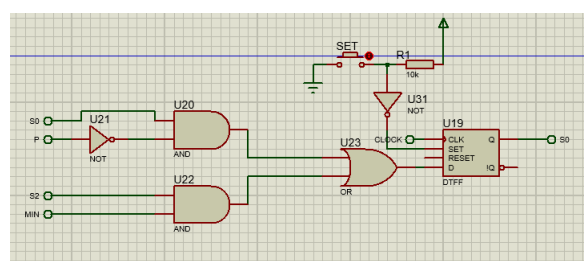 SET
R1
10k
U31
NOT
U20
U21
S0
P
NOT
AND
U19
CLOCK
CLK
SET
RESET
D
Q
!Q
DTFF
S0
U23
OR
U22
S2
MIN
AND